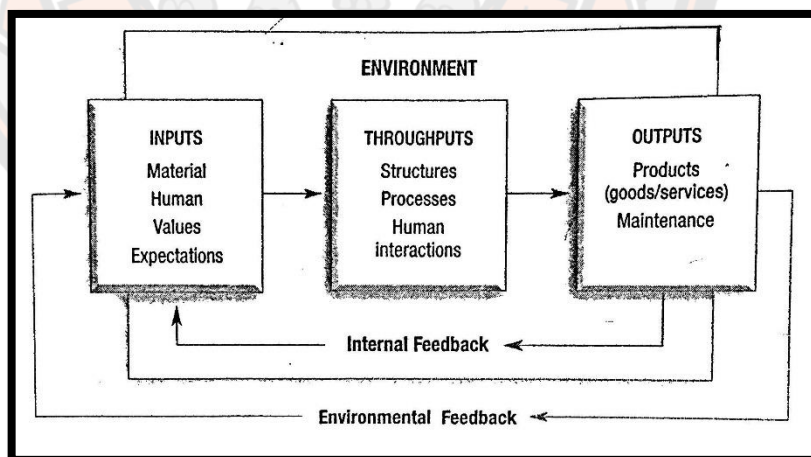 ENVIRONMENT
INPUTS
Material
Human
Values
Expectations
THROUGHPUTS
Structures
Processes
Human
interactions
OUTPUTS
Products
(goods/services)
Maintenance
Internal Feedback
Environmental Feedback